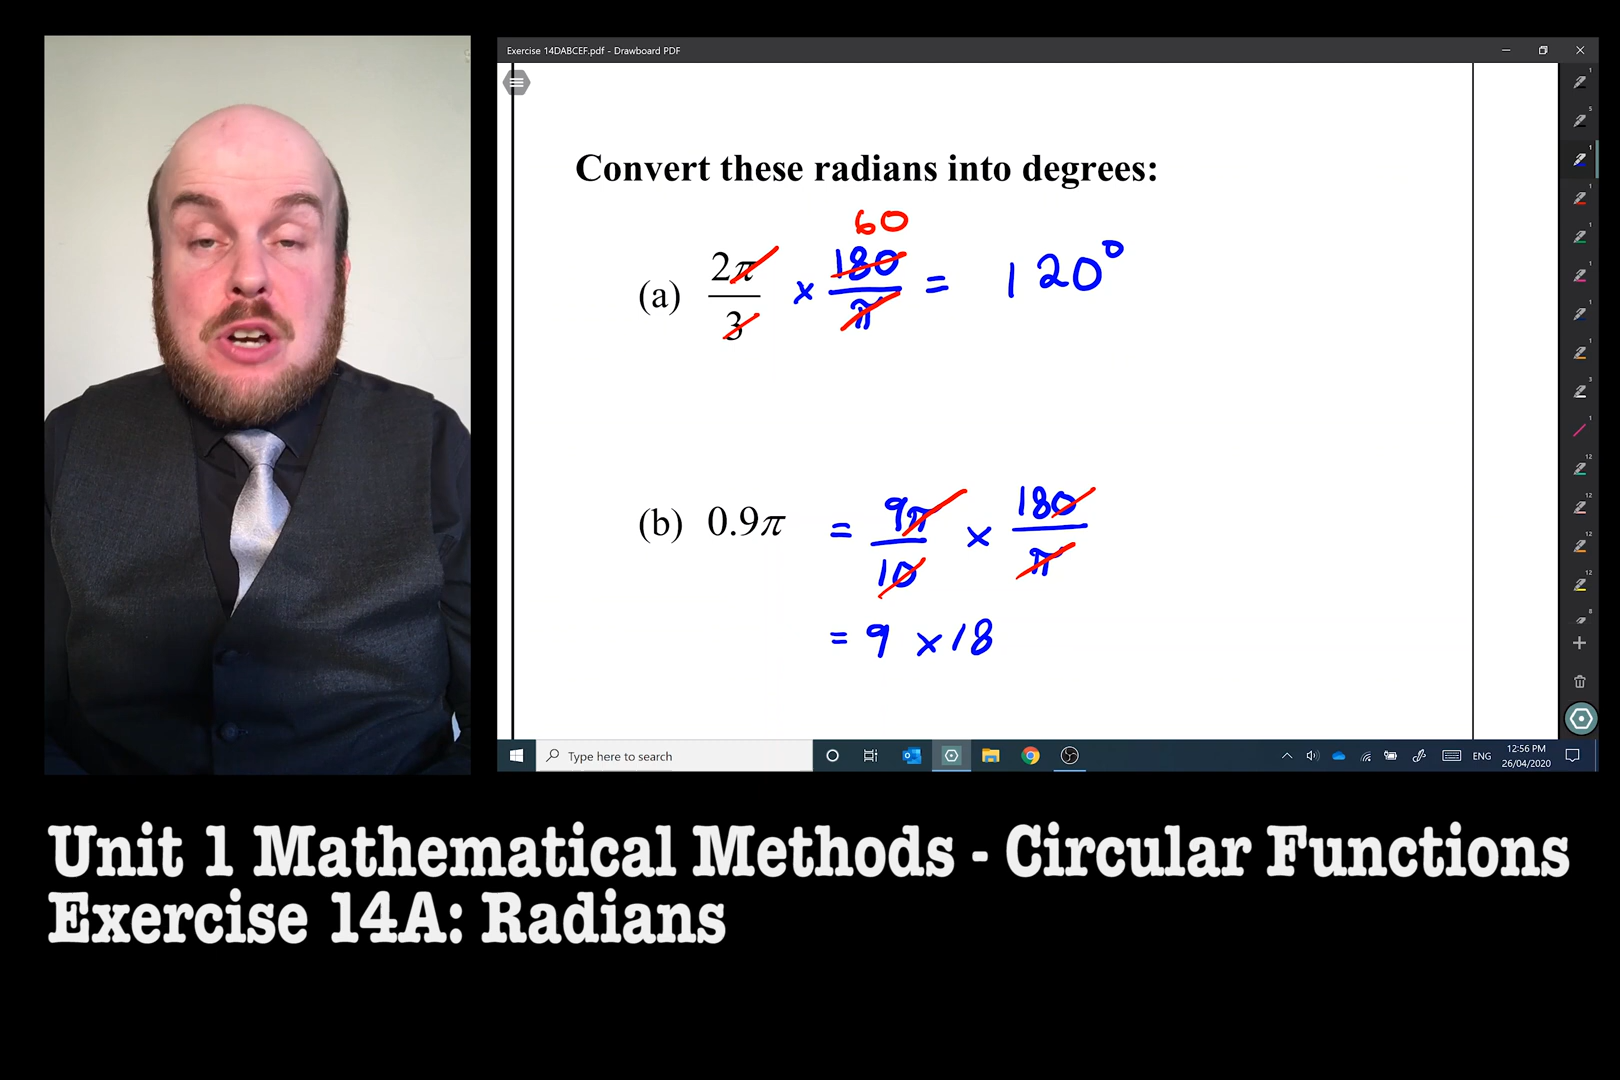 Exercise 14DABCEF.pdf - Drawboard PDF
Convert these radians into degrees:
60
(a) 2π/3 × 180/π = 120°
(b) 0.9π = 9π/10 × 180/π
= 9 × 18
Type here to search
ENG
12:56 PM
26/04/2020
Unit 1 Mathematical Methods - Circular Functions
Exercise 14A: Radians